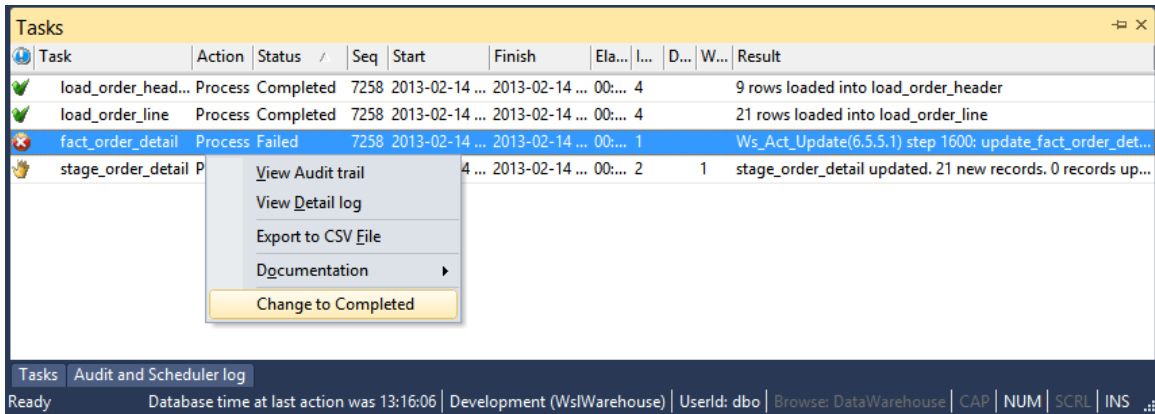 Tasks
Task Action Status Seq Start Finish Ela... I... D... W... Result
load_order_head... Process Completed 7258 2013-02-14 ... 2013-02-14 ... 00:... 4 9 rows loaded into load_order_header
load_order_line Process Completed 7258 2013-02-14 ... 2013-02-14 ... 00:... 4 21 rows loaded into load_order_line
fact_order_detail Process Failed 7258 2013-02-14 ... 2013-02-14 ... 00:... 1 Ws_Act_Update(6.5.5.1) step 1600: update_fact_order_det...
stage_order_detail P 4 ... 2013-02-14 ... 00:... 2 1 stage_order_detail updated. 21 new records. 0 records up...
View Audit trail
View Detail log
Export to CSV File
Documentation
Change to Completed
Tasks Audit and Scheduler log
Ready Database time at last action was 13:16:06 Development (WslWarehouse) UserId: dbo Browse: DataWarehouse CAP NUM SCRL INS